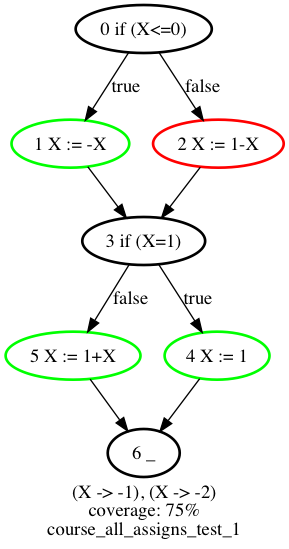 0 if (X<=0)
true
false
1 X := -X
2 X := 1-X
3 if (X=1)
false
true
5 X := 1+X
4 X := 1
6 _
(X -> -1), (X -> -2)
coverage: 75%
course_all_assigns_test_1